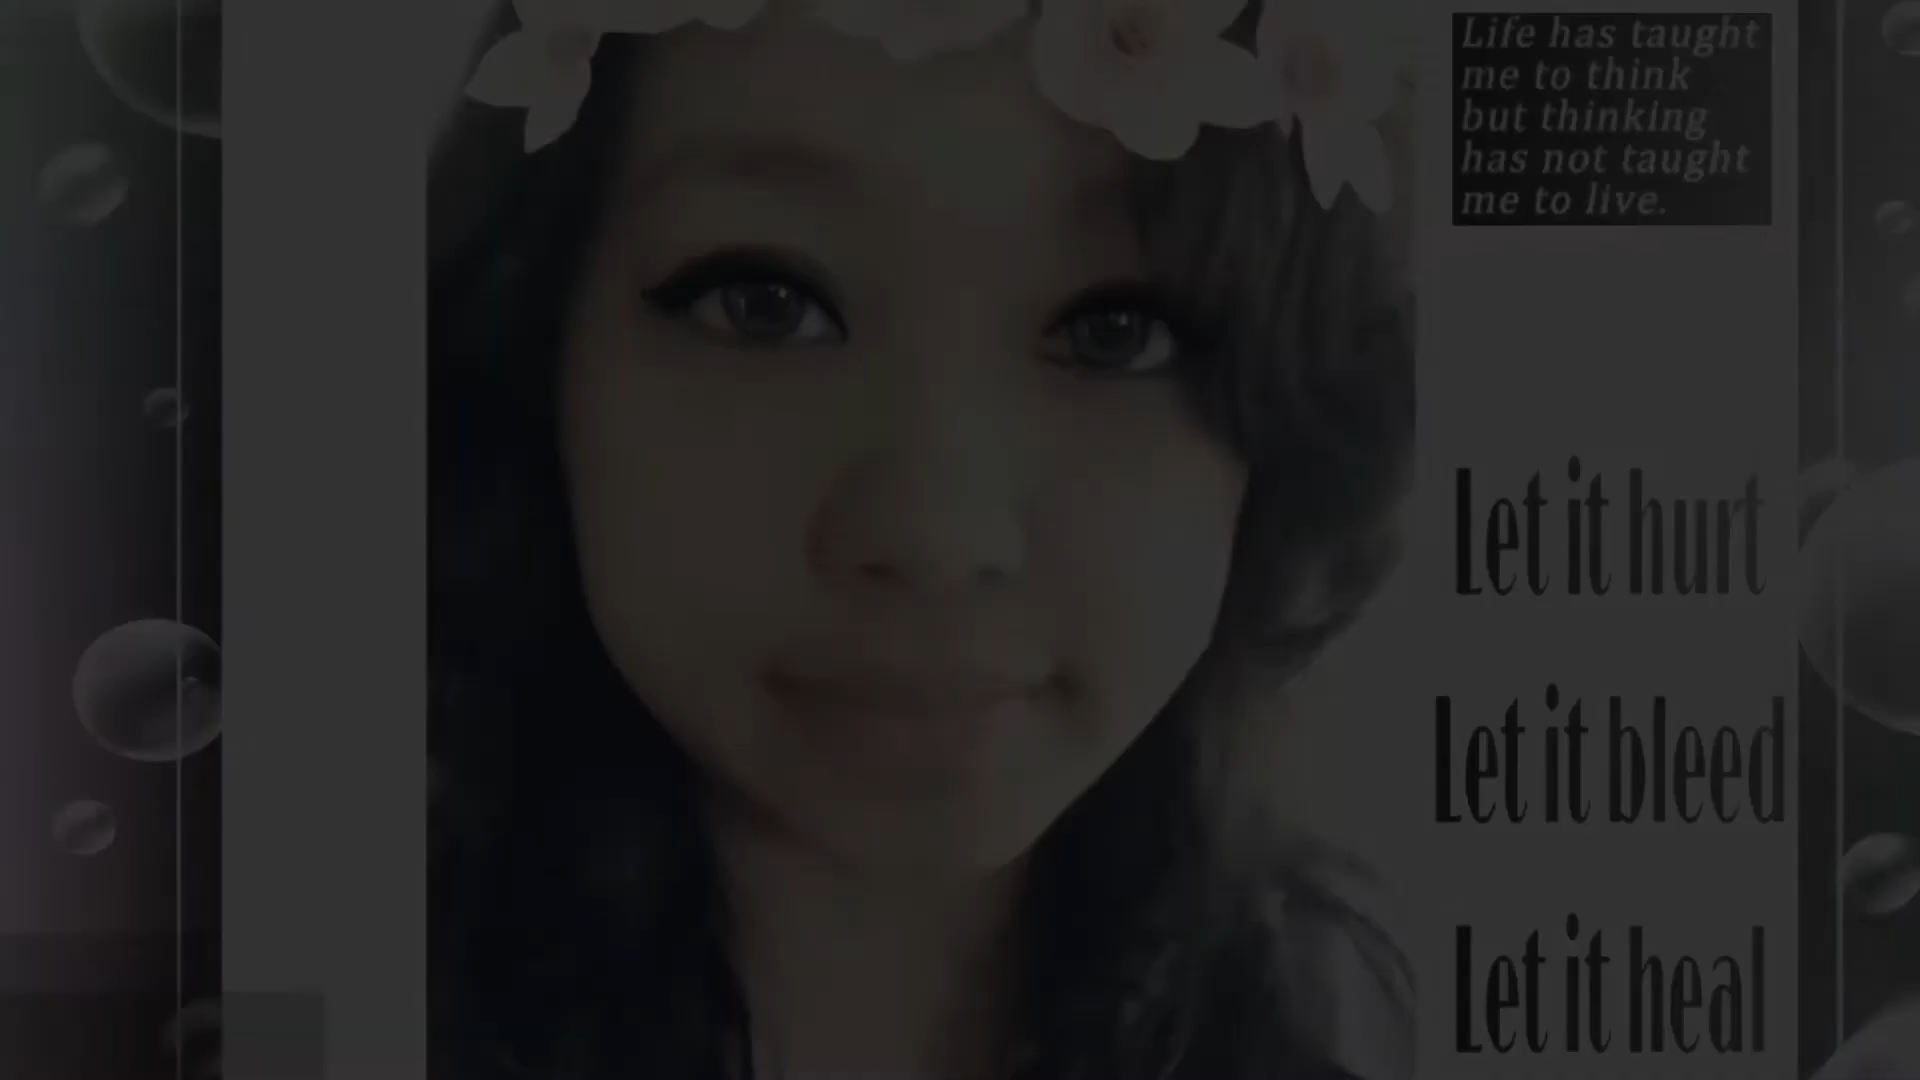 Life has taught
me to think
but thinking
has not taught
me to live.
Let it hurt
Let it bleed
Let it heal